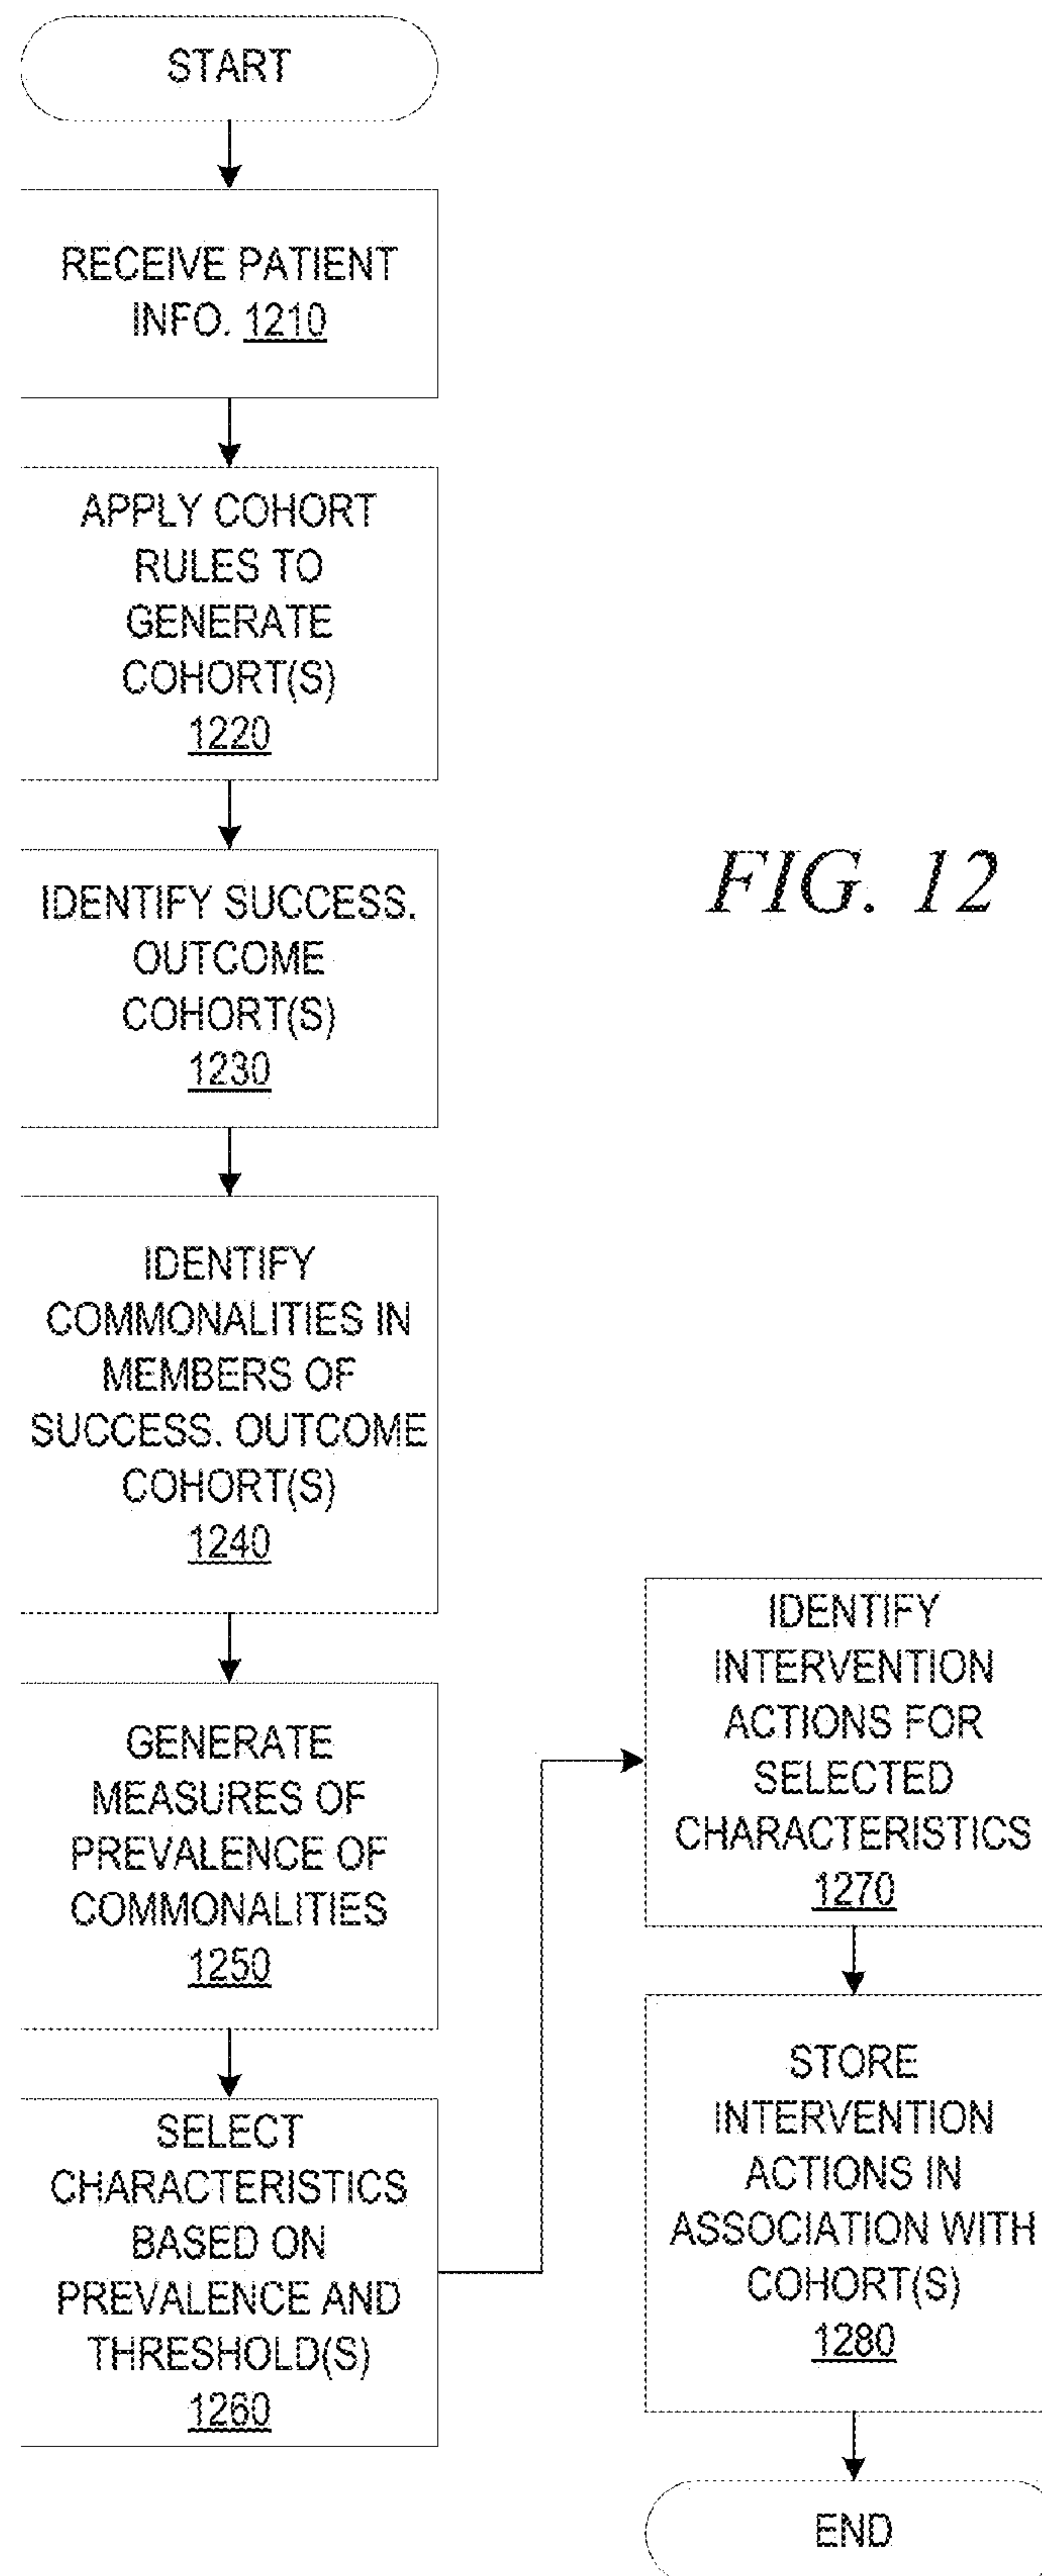 START
RECEIVE PATIENT
INFO. 1210
APPLY COHORT
RULES TO
GENERATE
COHORT(S)
1220
IDENTIFY SUCCESS.
OUTCOME
COHORT(S)
1230
IDENTIFY
COMMONALITIES IN
MEMBERS OF
SUCCESS. OUTCOME
COHORT(S)
1240
GENERATE
MEASURES OF
PREVALENCE OF
COMMONALITIES
1250
SELECT
CHARACTERISTICS
BASED ON
PREVALENCE AND
THRESHOLD(S)
1260
IDENTIFY
INTERVENTION
ACTIONS FOR
SELECTED
CHARACTERISTICS
1270
STORE
INTERVENTION
ACTIONS IN
ASSOCIATION WITH
COHORT(S)
1280
END
FIG. 12